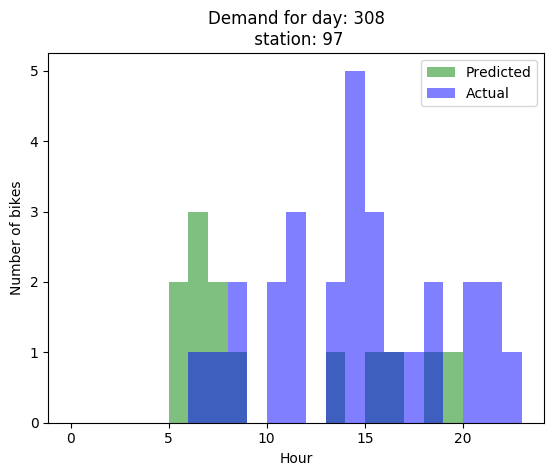 Demand for day: 308
station: 97
Predicted
Actual
Number of bikes
5
4
3
2
1
0
0 5 10 15 20
Hour